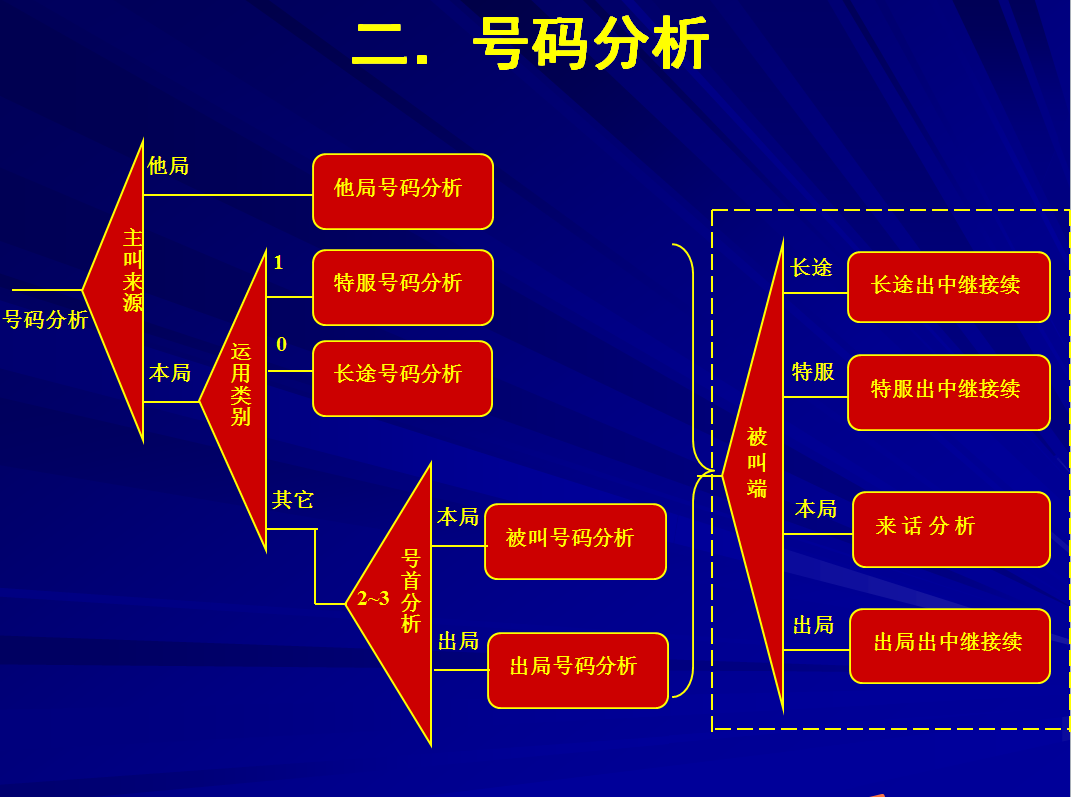 二．号码分析
他局
他局号码分析
主叫来源
号码分析
本局
运用类别
1
特服号码分析
0
长途号码分析
其它
2~3
号首分析
本局
被叫号码分析
出局
出局号码分析
被叫端
长途
长途出中继接续
特服
特服出中继接续
本局
来话分析
出局
出局出中继接续